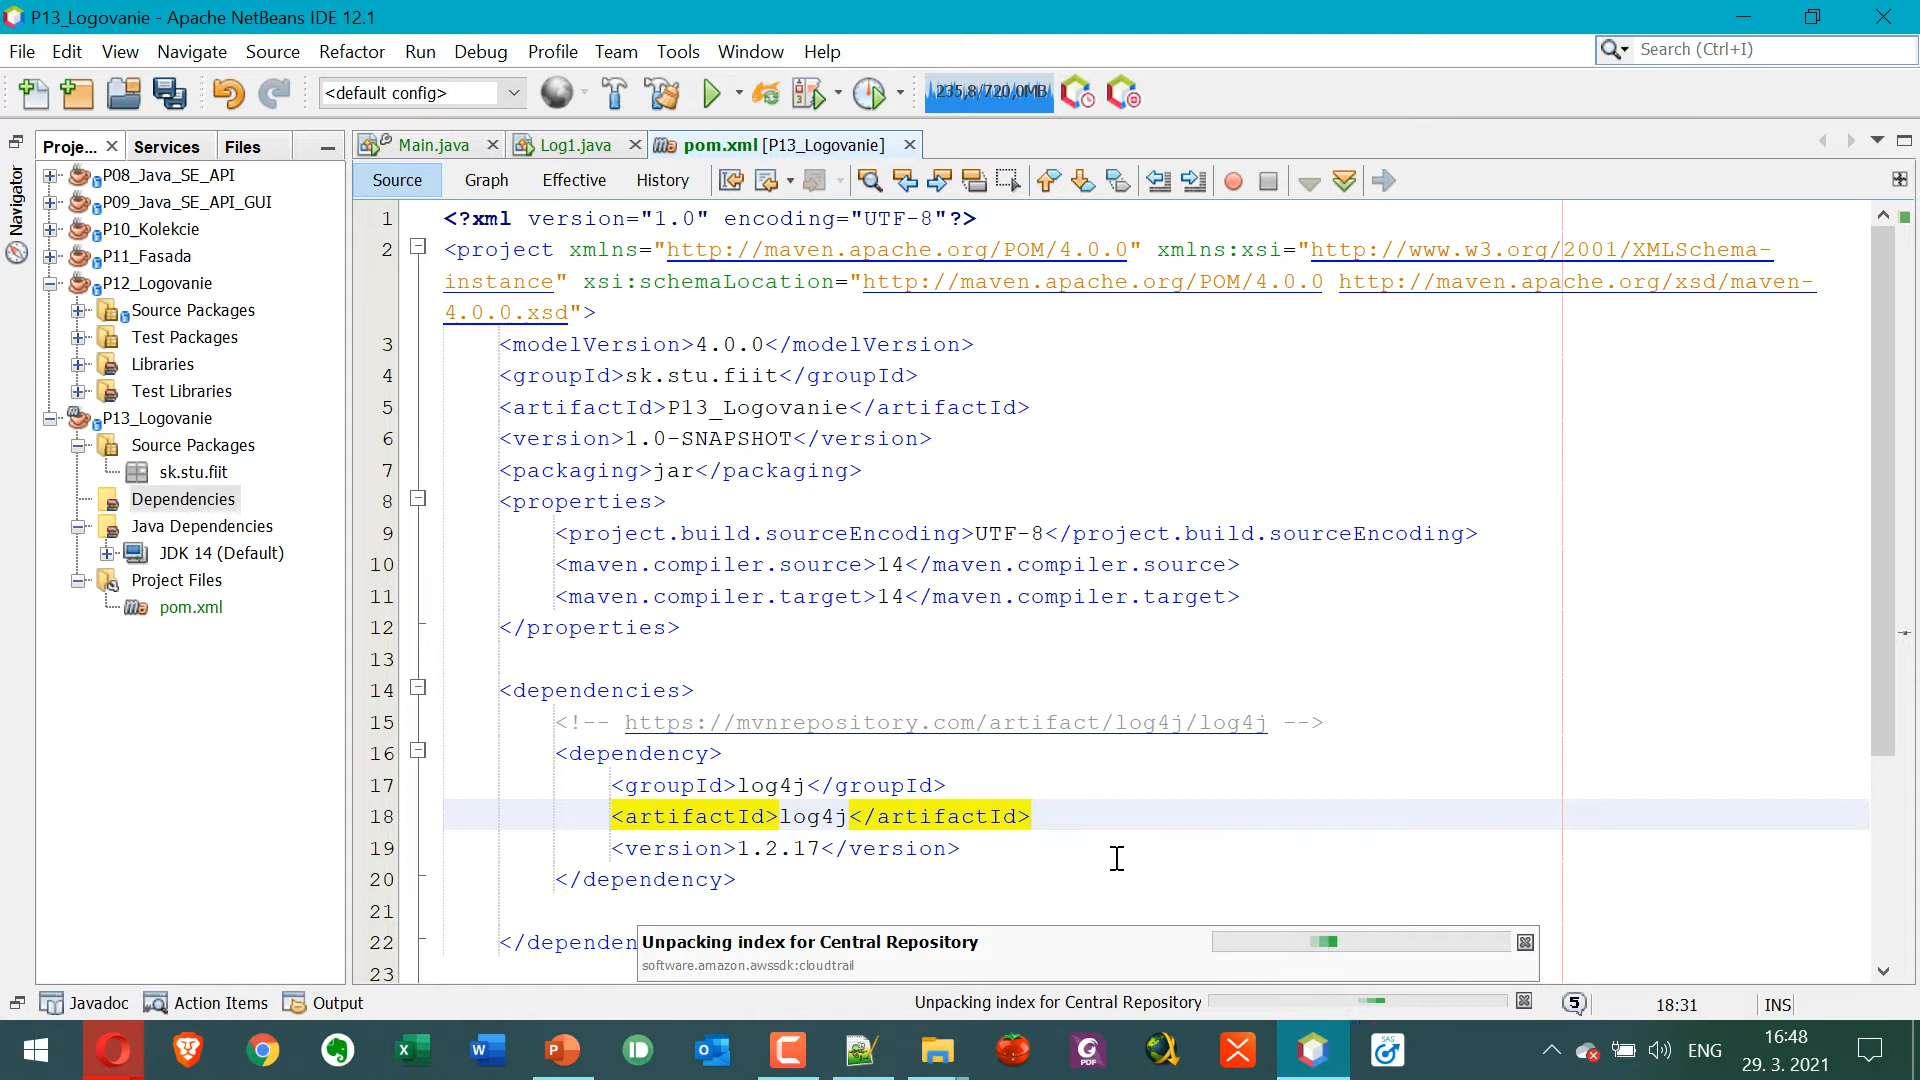 P13_Logovanie - Apache NetBeans IDE 12.1
File Edit View Navigate Source Refactor Run Debug Profile Team Tools Window Help
Search (Ctrl+I)
<default config>
235,8/720,0MB
Proje... Services Files
Main.java Log1.java pom.xml [P13_Logovanie]
Source Graph Effective History
Navigator
P08_Java_SE_API
P09_Java_SE_API_GUI
P10_Kolekcie
P11_Fasada
P12_Logovanie
Source Packages
Test Packages
Libraries
Test Libraries
P13_Logovanie
Source Packages
sk.stu.fiit
Dependencies
Java Dependencies
JDK 14 (Default)
Project Files
pom.xml
1 <?xml version="1.0" encoding="UTF-8"?>
2 <project xmlns="http://maven.apache.org/POM/4.0.0" xmlns:xsi="http://www.w3.org/2001/XMLSchema-
instance" xsi:schemaLocation="http://maven.apache.org/POM/4.0.0 http://maven.apache.org/xsd/maven-
4.0.0.xsd">
3 <modelVersion>4.0.0</modelVersion>
4 <groupId>sk.stu.fiit</groupId>
5 <artifactId>P13_Logovanie</artifactId>
6 <version>1.0-SNAPSHOT</version>
7 <packaging>jar</packaging>
8 <properties>
9 <project.build.sourceEncoding>UTF-8</project.build.sourceEncoding>
10 <maven.compiler.source>14</maven.compiler.source>
11 <maven.compiler.target>14</maven.compiler.target>
12 </properties>
13
14 <dependencies>
15 <!-- https://mvnrepository.com/artifact/log4j/log4j -->
16 <dependency>
17 <groupId>log4j</groupId>
18 <artifactId>log4j</artifactId>
19 <version>1.2.17</version>
20 </dependency>
21
22 </dependen
23
Unpacking index for Central Repository
software.amazon.awssdk:cloudtrail
Javadoc Action Items Output
Unpacking index for Central Repository
5
18:31 INS
ENG
16:48
29. 3. 2021